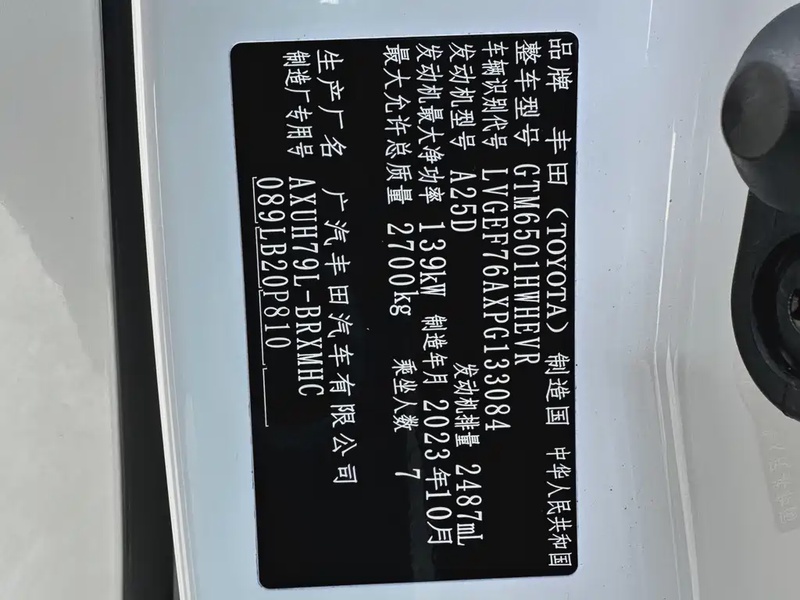 品牌 丰田（TOYOTA） 制造国 中华人民共和国
整车型号 GTM6501HWHEVR
车辆识别代号 LVGEF76AXPG133084
发动机型号 A25D 发动机排量 2487mL
发动机最大净功率 139kW 制造年月 2023年10月
最大允许总质量 2700kg 乘坐人数 7
生产厂名 广汽丰田汽车有限公司
制造厂专用号 AXUH79L-BRXMHC
089LB20P810